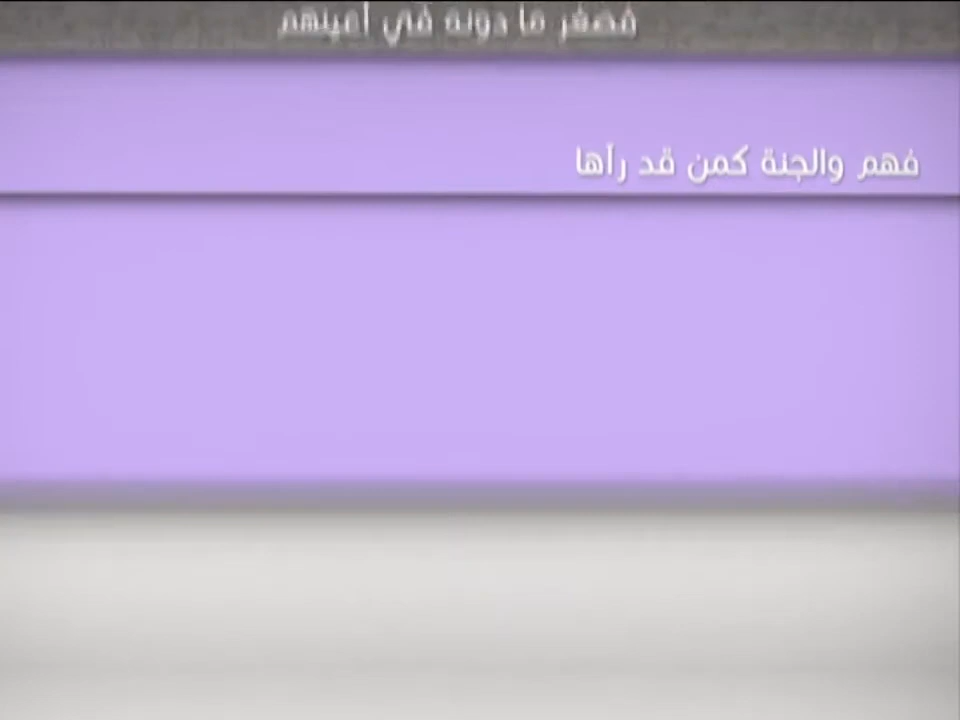 فصغر ما دونه في أعينهم
فهم والجنة كمن قد رآها